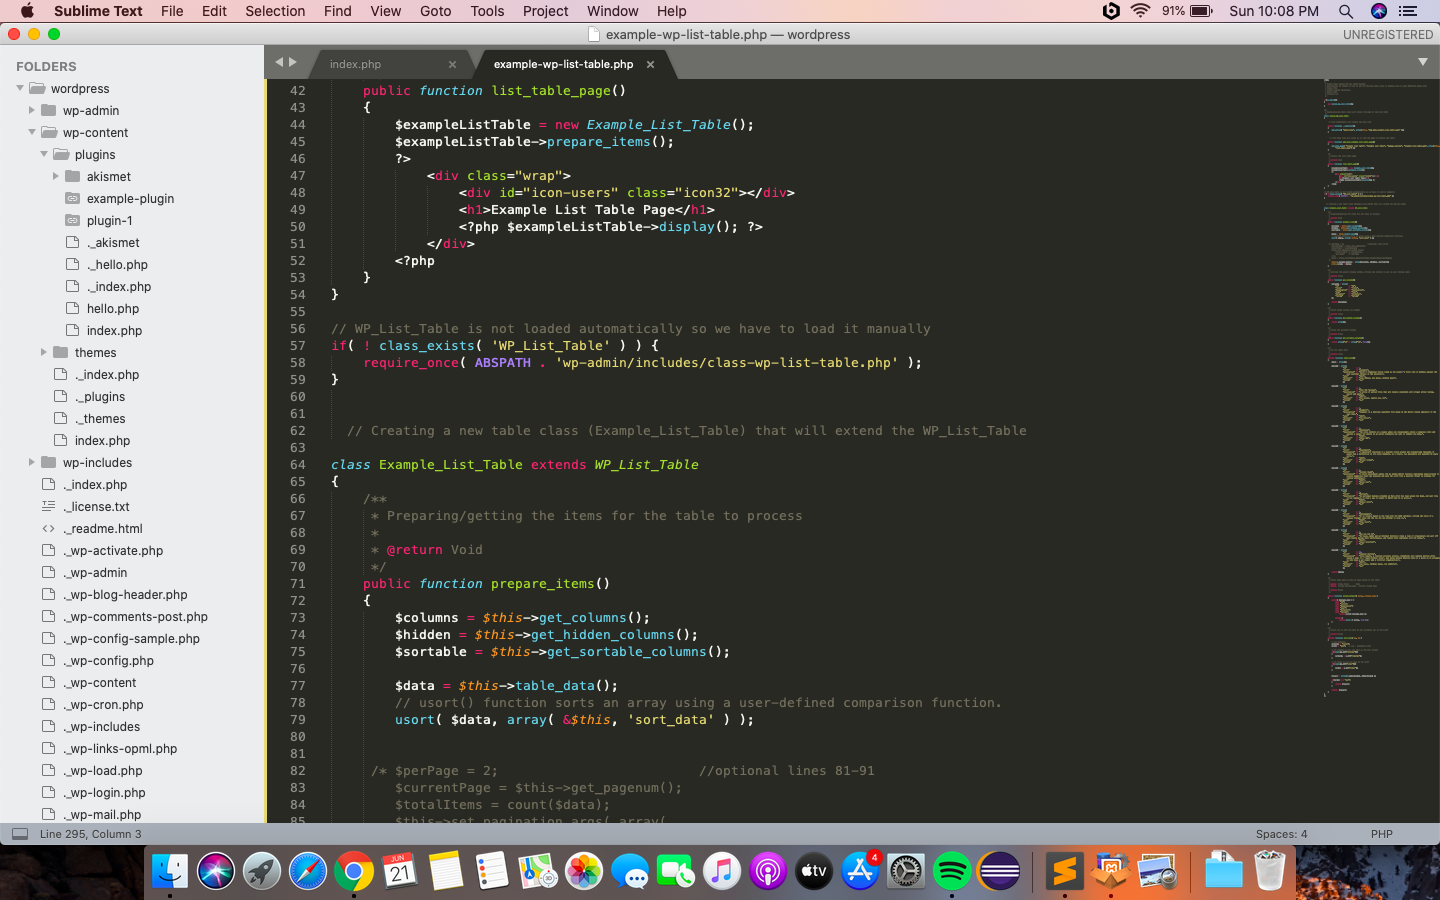 Sublime Text File Edit Selection Find View Goto Tools Project Window Help 91% Sun 10:08 PM
example-wp-list-table.php — wordpress UNREGISTERED
FOLDERS
wordpress
wp-admin
wp-content
plugins
akismet
example-plugin
plugin-1
._akismet
._hello.php
._index.php
hello.php
index.php
themes
._index.php
._plugins
._themes
index.php
wp-includes
._index.php
._license.txt
._readme.html
._wp-activate.php
._wp-admin
._wp-blog-header.php
._wp-comments-post.php
._wp-config-sample.php
._wp-config.php
._wp-content
._wp-cron.php
._wp-includes
._wp-links-opml.php
._wp-load.php
._wp-login.php
._wp-mail.php
index.php × example-wp-list-table.php ×
42 public function list_table_page()
43 {
44 $exampleListTable = new Example_List_Table();
45 $exampleListTable->prepare_items();
46 ?>
47 <div class="wrap">
48 <div id="icon-users" class="icon32"></div>
49 <h1>Example List Table Page</h1>
50 <?php $exampleListTable->display(); ?>
51 </div>
52 <?php
53 }
54 }
55
56 // WP_List_Table is not loaded automatically so we have to load it manually
57 if( ! class_exists( 'WP_List_Table' ) ) {
58 require_once( ABSPATH . 'wp-admin/includes/class-wp-list-table.php' );
59 }
60
61
62 // Creating a new table class (Example_List_Table) that will extend the WP_List_Table
63
64 class Example_List_Table extends WP_List_Table
65 {
66 /**
67 * Preparing/getting the items for the table to process
68 *
69 * @return Void
70 */
71 public function prepare_items()
72 {
73 $columns = $this->get_columns();
74 $hidden = $this->get_hidden_columns();
75 $sortable = $this->get_sortable_columns();
76
77 $data = $this->table_data();
78 // usort() function sorts an array using a user-defined comparison function.
79 usort( $data, array( &$this, 'sort_data' ) );
80
81
82 /* $perPage = 2; //optional lines 81-91
83 $currentPage = $this->get_pagenum();
84 $totalItems = count($data);
85 $this->set_pagination_args( array(
Line 295, Column 3 Spaces: 4 PHP
JUN
21
tv
4